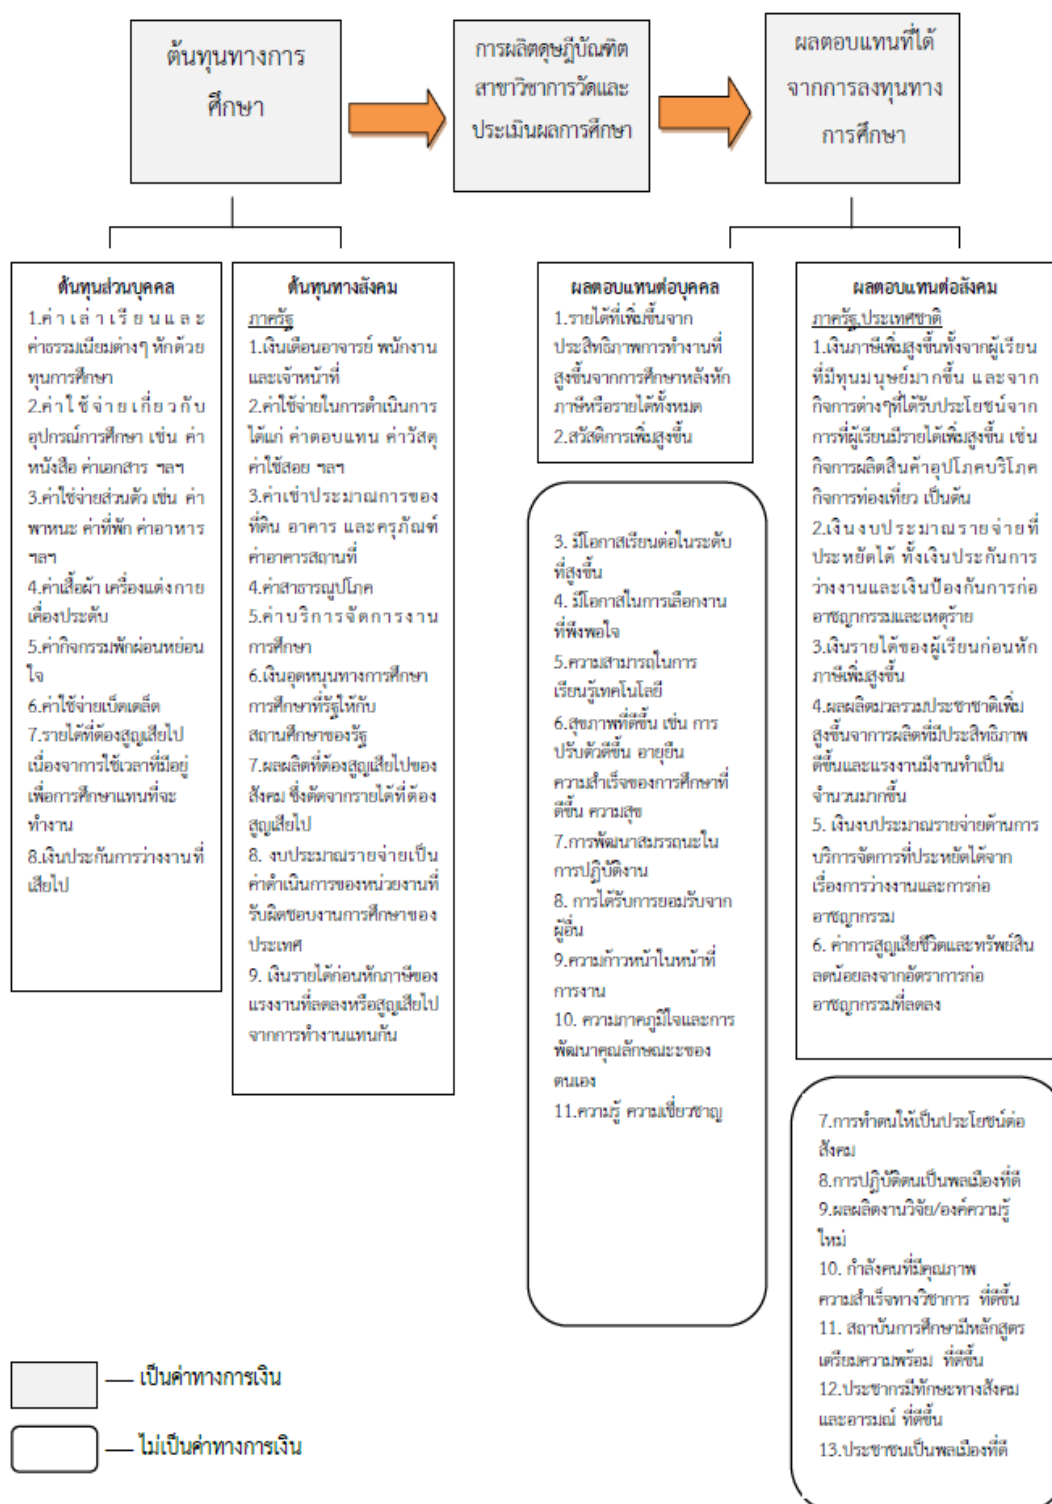 ต้นทุนทางการ
ศึกษา
การผลิตดุษฎีบัณฑิต
สาขาวิชาการวัดและ
ประเมินผลการศึกษา
ผลตอบแทนที่ได้
จากการลงทุนทาง
การศึกษา
ต้นทุนส่วนบุคคล
1.ค่าเล่าเรียนและ
ค่าธรรมเนียมต่างๆ หักด้วย
ทุนการศึกษา
2.ค่าใช้จ่ายเกี่ยวกับ
อุปกรณ์การศึกษา เช่น ค่า
หนังสือ ค่าเอกสาร ฯลฯ
3.ค่าใช้จ่ายส่วนตัว เช่น ค่า
พาหนะ ค่าที่พัก ค่าอาหาร
ฯลฯ
4.ค่าเสื้อผ้า เครื่องแต่งกาย
เคื่องประดับ
5.ค่ากิจกรรมพักผ่อนหย่อน
ใจ
6.ค่าใช้จ่ายเบ็ดเตล็ด
7.รายได้ที่ต้องสูญเสียไป
เนื่องจาการใช้เวลาที่มีอยู่
เพื่อการศึกษาแทนที่จะ
ทำงาน
8.เงินประกันการว่างงานที่
เสียไป
ต้นทุนทางสังคม
ภาครัฐ
1.เงินเดือนอาจารย์ พนักงาน
และเจ้าหน้าที่
2.ค่าใช้จ่ายในการดำเนินการ
ได้แก่ ค่าตอบแทน ค่าวัสดุ
ค่าใช้สอย ฯลฯ
3.ค่าเช่าประมาณการของ
ที่ดิน อาคาร และครุภัณฑ์
ค่าอาคารสถานที่
4.ค่าสาธารณูปโภค
5.ค่าบริการจัดการงาน
การศึกษา
6.เงินอุดหนุนทางการศึกษา
การศึกษาที่รัฐให้กับ
สถานศึกษาของรัฐ
7.ผลผลิตที่ต้องสูญเสียไปของ
สังคม ซึ่งตัดจากรายได้ที่ต้อง
สูญเสียไป
8. งบประมาณรายจ่ายเป็น
ค่าดำเนินการของหน่วยงานที่
รับผิดชอบงานการศึกษาของ
ประเทศ
9. เงินรายได้ก่อนหักภาษีของ
แรงงานที่ลดลงหรือสูญเสียไป
จากการทำงานแทนกัน
ผลตอบแทนต่อบุคคล
1.รายได้ที่เพิ่มขึ้นจาก
ประสิทธิภาพการทำงานที่
สูงขึ้นจากการศึกษาหลังหัก
ภาษีหรือรายได้ทั้งหมด
2.สวัสดิการเพิ่มสูงขึ้น
3. มีโอกาสเรียนต่อในระดับ
ที่สูงขึ้น
4. มีโอกาสในการเลือกงาน
ที่พึงพอใจ
5.ความสามารถในการ
เรียนรู้เทคโนโลยี
6.สุขภาพที่ดีขึ้น เช่น การ
ปรับตัวดีขึ้น อายุยืน
ความสำเร็จของการศึกษาที่
ดีขึ้น ความสุข
7.การพัฒนาสมรรถนะใน
การปฏิบัติงาน
8. การได้รับการยอมรับจาก
ผู้อื่น
9.ความก้าวหน้าในหน้าที่
การงาน
10. ความภาคภูมิใจและการ
พัฒนาคุณลักษณะะของ
ตนเอง
11.ความรู้ ความเชี่ยวชาญ
ผลตอบแทนต่อสังคม
ภาครัฐ,ประเทศชาติ
1.เงินภาษีเพิ่มสูงขึ้นทั้งจากผู้เรียน
ที่มีทุนมนุษย์มากขึ้น และจาก
กิจการต่างๆที่ได้รับประโยชน์จาก
การที่ผู้เรียนมีรายได้เพิ่มสูงขึ้น เช่น
กิจการผลิตสินค้าอุปโภคบริโภค
กิจการท่องเที่ยว เป็นต้น
2.เงินงบประมาณรายจ่ายที่
ประหยัดได้ ทั้งเงินประกันการ
ว่างงานและเงินป้องกันการก่อ
อาชญากรรมและเหตุร้าย
3.เงินรายได้ของผู้เรียนก่อนหัก
ภาษีเพิ่มสูงขึ้น
4.ผลผลิตมวลรวมประชาชาติเพิ่ม
สูงขึ้นจาการผลิตที่มีประสิทธิภาพ
ดีขึ้นและแรงงานมีงานทำเป็น
จำนวนมากขึ้น
5. เงินงบประมาณรายจ่ายด้านการ
บริการจัดการที่ประหยัดได้จาก
เรื่องการว่างงานและการก่อ
อาชญากรรม
6. ค่าการสูญเสียชีวิตและทรัพย์สิน
ลดน้อยลงจากอัตราการก่อ
อาชญากรรมที่ลดลง
7.การทำตนให้เป็นประโยชน์ต่อ
สังคม
8.การปฏิบัติตนเป็นพลเมืองที่ดี
9.ผลผลิตงานวิจัย/องค์ความรู้
ใหม่
10. กำลังคนที่มีคุณภาพ
ความสำเร็จทางวิชาการ ที่ดีขึ้น
11. สถาบันการศึกษามีหลักสูตร
เตรียมความพร้อม ที่ดีขึ้น
12.ประชากรมีทักษะทางสังคม
และอารมณ์ ที่ดีขึ้น
13.ประชาชนเป็นพลเมืองที่ดี
เป็นค่าทางการเงิน
ไม่เป็นค่าทางการเงิน